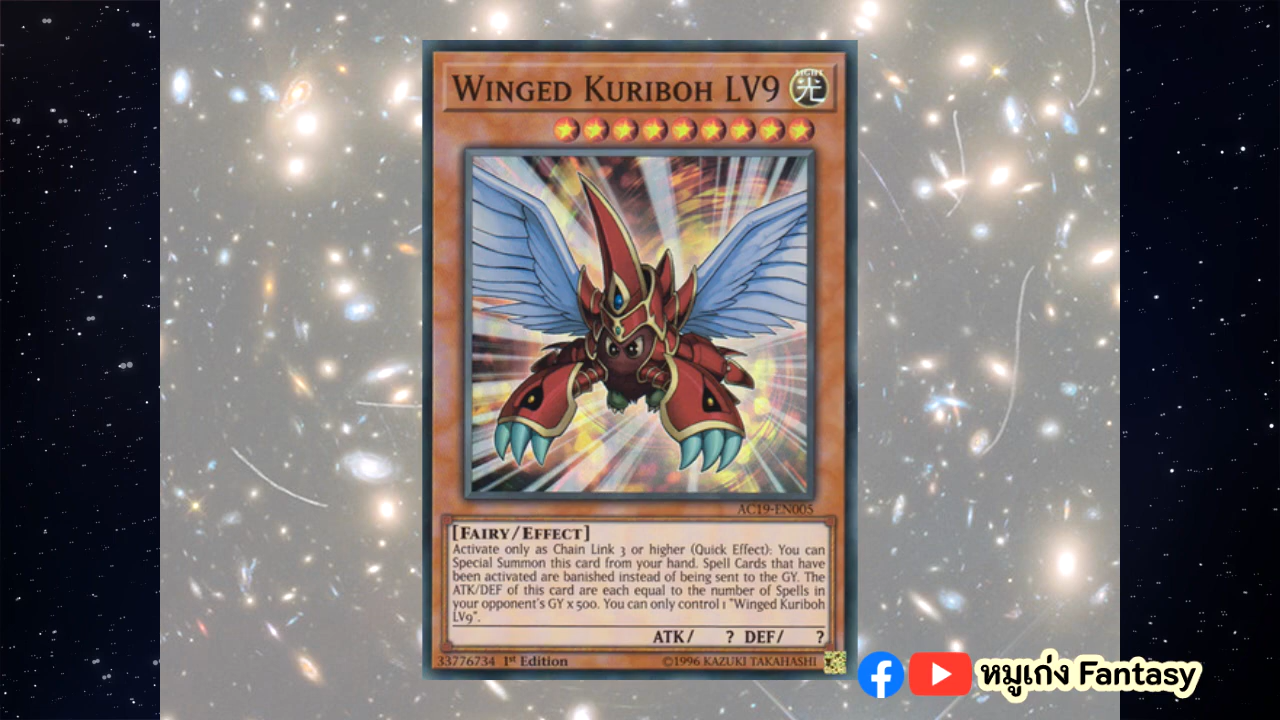 WINGED KURIBOH LV9
LIGHT
光
AC19-EN005
[FAIRY/EFFECT]
Activate only as Chain Link 3 or higher (Quick Effect): You can
Special Summon this card from your hand. Spell Cards that have
been activated are banished instead of being sent to the GY. The
ATK/DEF of this card are each equal to the number of Spells in
your opponent's GY x 500. You can only control 1 "Winged Kuriboh
LV9".
ATK/ ? DEF/ ?
33776734 1st Edition ©1996 KAZUKI TAKAHASHI
หมูเก่ง Fantasy